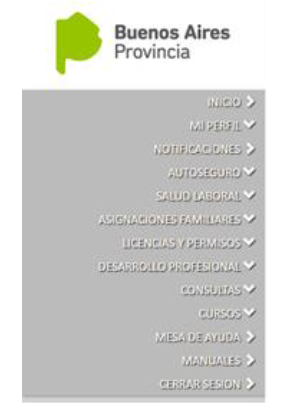 Buenos Aires
Provincia
INICIO
MI PERFIL
NOTIFICACIONES
AUTOSEGURO
SALUD LABORAL
ASIGNACIONES FAMILIARES
LICENCIAS Y PERMISOS
DESARROLLO PROFESIONAL
CONSULTAS
CURSOS
MESA DE AYUDA
MANUALES
CERRAR SESION